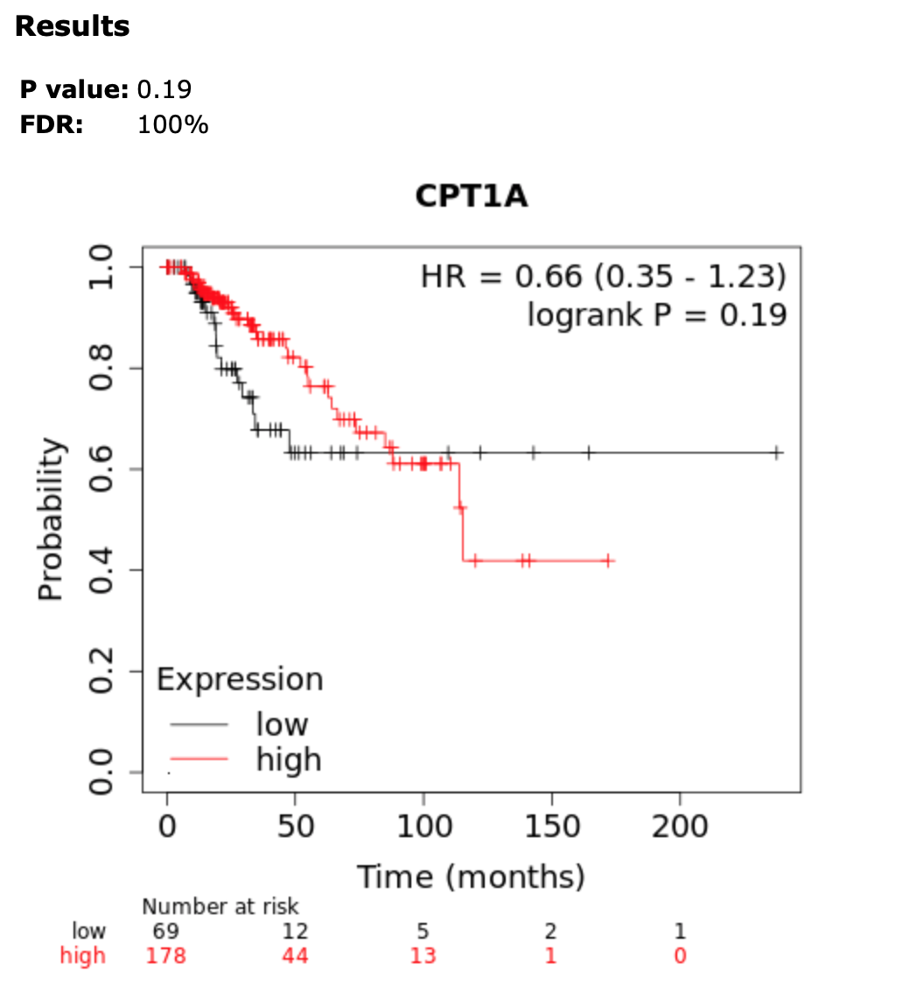 Results
P value: 0.19
FDR: 100%
CPT1A
HR = 0.66 (0.35 - 1.23)
logrank P = 0.19
Probability
1.0
0.8
0.6
0.4
0.2
0.0
Expression
low
high
0 50 100 150 200
Time (months)
Number at risk
low 69 12 5 2 1
high 178 44 13 1 0